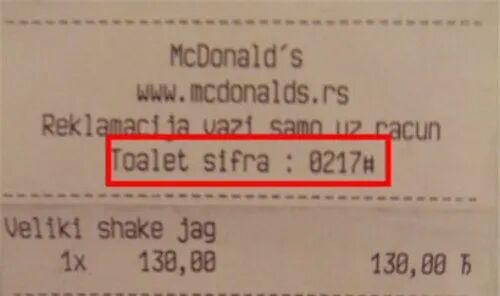 McDonald's
www.mcdonalds.rs
Reklamacija vazi samo uz racun
Toalet sifra : 0217#
Veliki shake jag
1x 130,00 130,00 Ђ